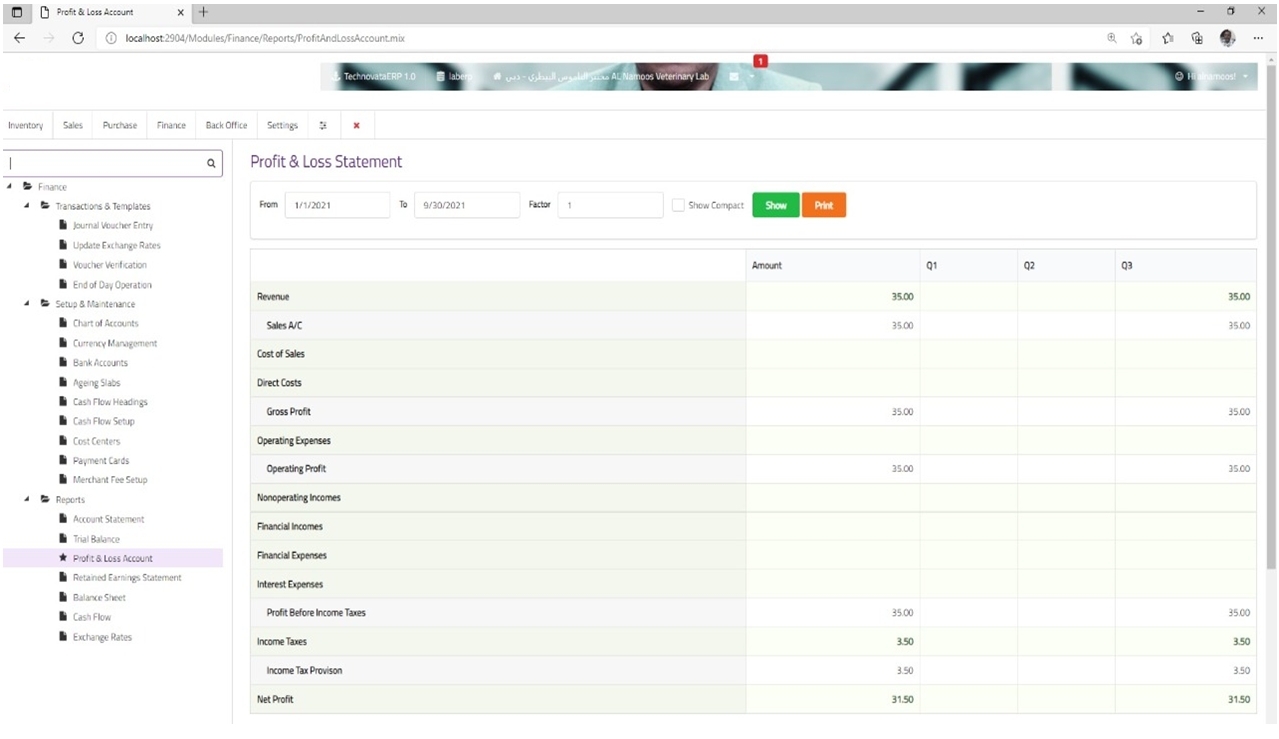 Profit & Loss Account
localhost:2904/Modules/Finance/Reports/ProfitAndLossAccount.mix
1
TechnovataERP 1.0 laberp مختبر الناموس البيطري - دبي AL Namoos Veterinary Lab
Inventory Sales Purchase Finance Back Office Settings
Finance
Transactions & Templates
Journal Voucher Entry
Update Exchange Rates
Voucher Verification
End of Day Operation
Setup & Maintenance
Chart of Accounts
Currency Management
Bank Accounts
Ageing Slabs
Cash Flow Headings
Cash Flow Setup
Cost Centers
Payment Cards
Merchant Fee Setup
Reports
Account Statement
Trial Balance
Profit & Loss Account
Retained Earnings Statement
Balance Sheet
Cash Flow
Exchange Rates
Profit & Loss Statement
From 1/1/2021 To 9/30/2021 Factor 1 Show Compact Show Print
Amount Q1 Q2 Q3
Revenue 35.00 35.00
Sales A/C 35.00 35.00
Cost of Sales
Direct Costs
Gross Profit 35.00 35.00
Operating Expenses
Operating Profit 35.00 35.00
Nonoperating Incomes
Financial Incomes
Financial Expenses
Interest Expenses
Profit Before Income Taxes 35.00 35.00
Income Taxes 3.50 3.50
Income Tax Provison 3.50 3.50
Net Profit 31.50 31.50